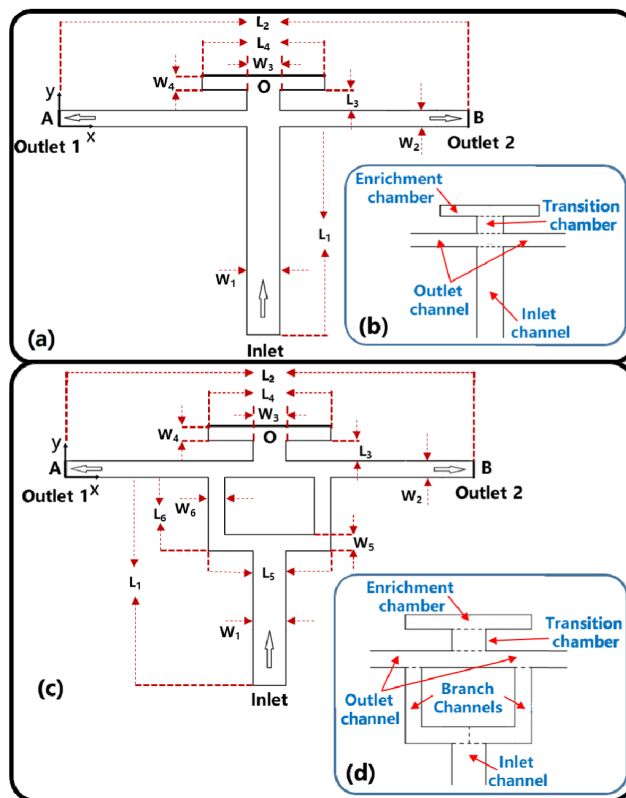 L2
L4
W3
W4
O
L3
y
A
x
Outlet 1
W2
B
Outlet 2
L1
W1
Inlet
(a)
Enrichment
chamber
Transition
chamber
Outlet
channel
Inlet
channel
(b)
L2
L4
W3
W4
O
L3
y
A
X
Outlet 1
W2
B
Outlet 2
W6
L6
W5
L1
L5
W1
Inlet
(c)
Enrichment
chamber
Transition
chamber
Outlet
channel
Branch
Channels
Inlet
channel
(d)